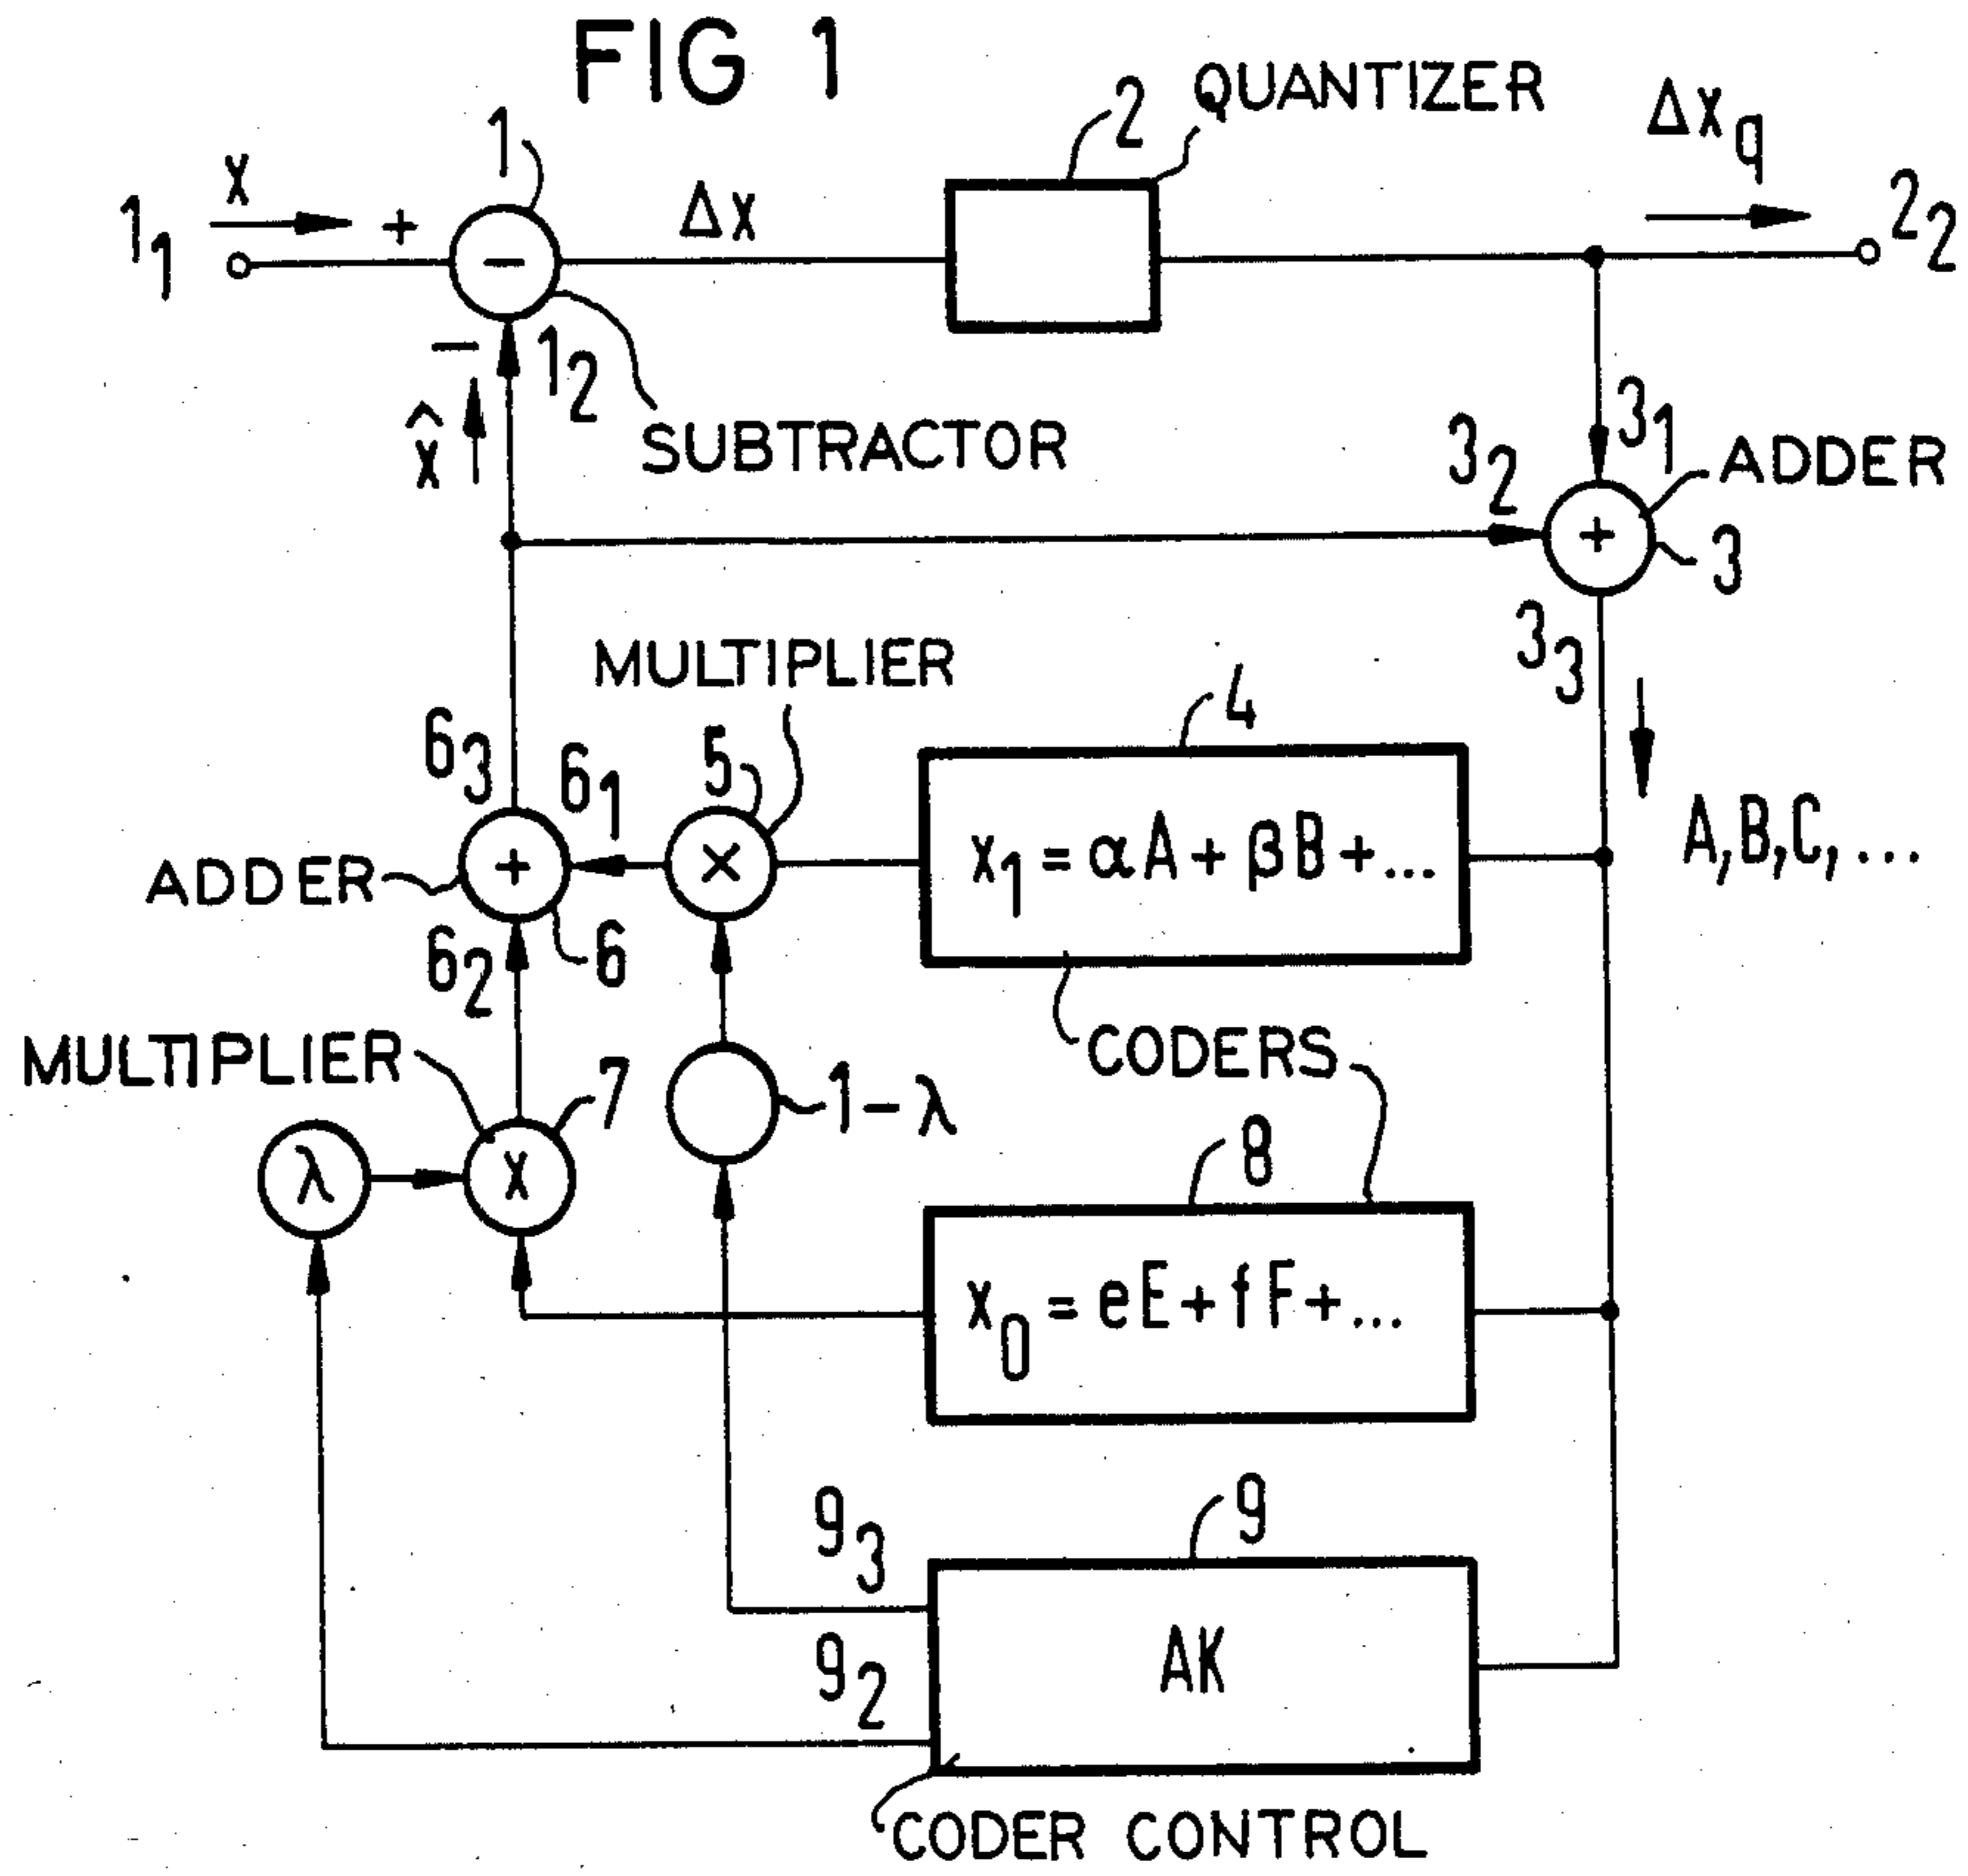 FIG 1
QUANTIZER
2
Δx_q
1
x
1₁
+
Δx
2₂
−
−
1₂
x̂
SUBTRACTOR
3₁
3₂
ADDER
+
3
3₃
MULTIPLIER
4
6₃
6₁
5
A,B,C,...
ADDER
+
×
x₁ = αA + βB + ...
6₂
6
CODERS
MULTIPLIER
7
1−λ
8
λ
X
x₀ = eE + fF + ...
9₃
9
9₂
AK
CODER CONTROL